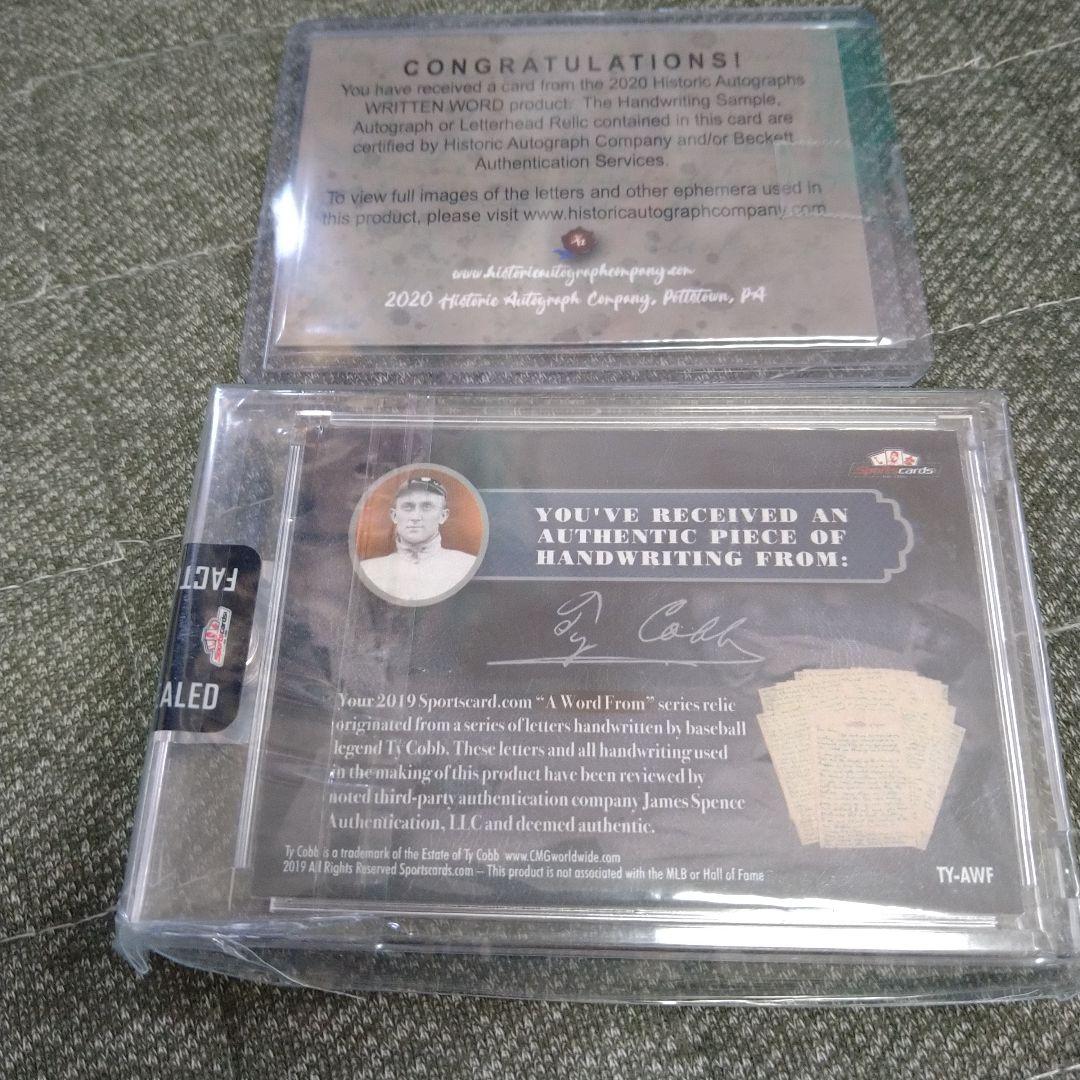 CONGRATULATIONS!
You have received a card from the 2020 Historic Autographs
WRITTEN WORD product. The Handwriting Sample,
Autograph or Letterhead Relic contained in this card are
certified by Historic Autograph Company and/or Beckett
Authentication Services.
To view full images of the letters and other ephemera used in
this product, please visit www.historicautographcompany.com
www.historicautographcompany.com
2020 Historic Autograph Company, Pottstown, PA
Sportscards
YOU'VE RECEIVED AN
AUTHENTIC PIECE OF
HANDWRITING FROM:
Ty Cobb
Your 2019 Sportscard.com “A Word From” series relic
originated from a series of letters handwritten by baseball
legend Ty Cobb. These letters and all handwriting used
in the making of this product have been reviewed by
noted third-party authentication company James Spence
Authentication, LLC and deemed authentic.
Ty Cobb is a trademark of the Estate of Ty Cobb www.CMGworldwide.com
2019 All Rights Reserved Sportscards.com – This product is not associated with the MLB or Hall of Fame
TY-AWF
FACT
Sportscards
ALED